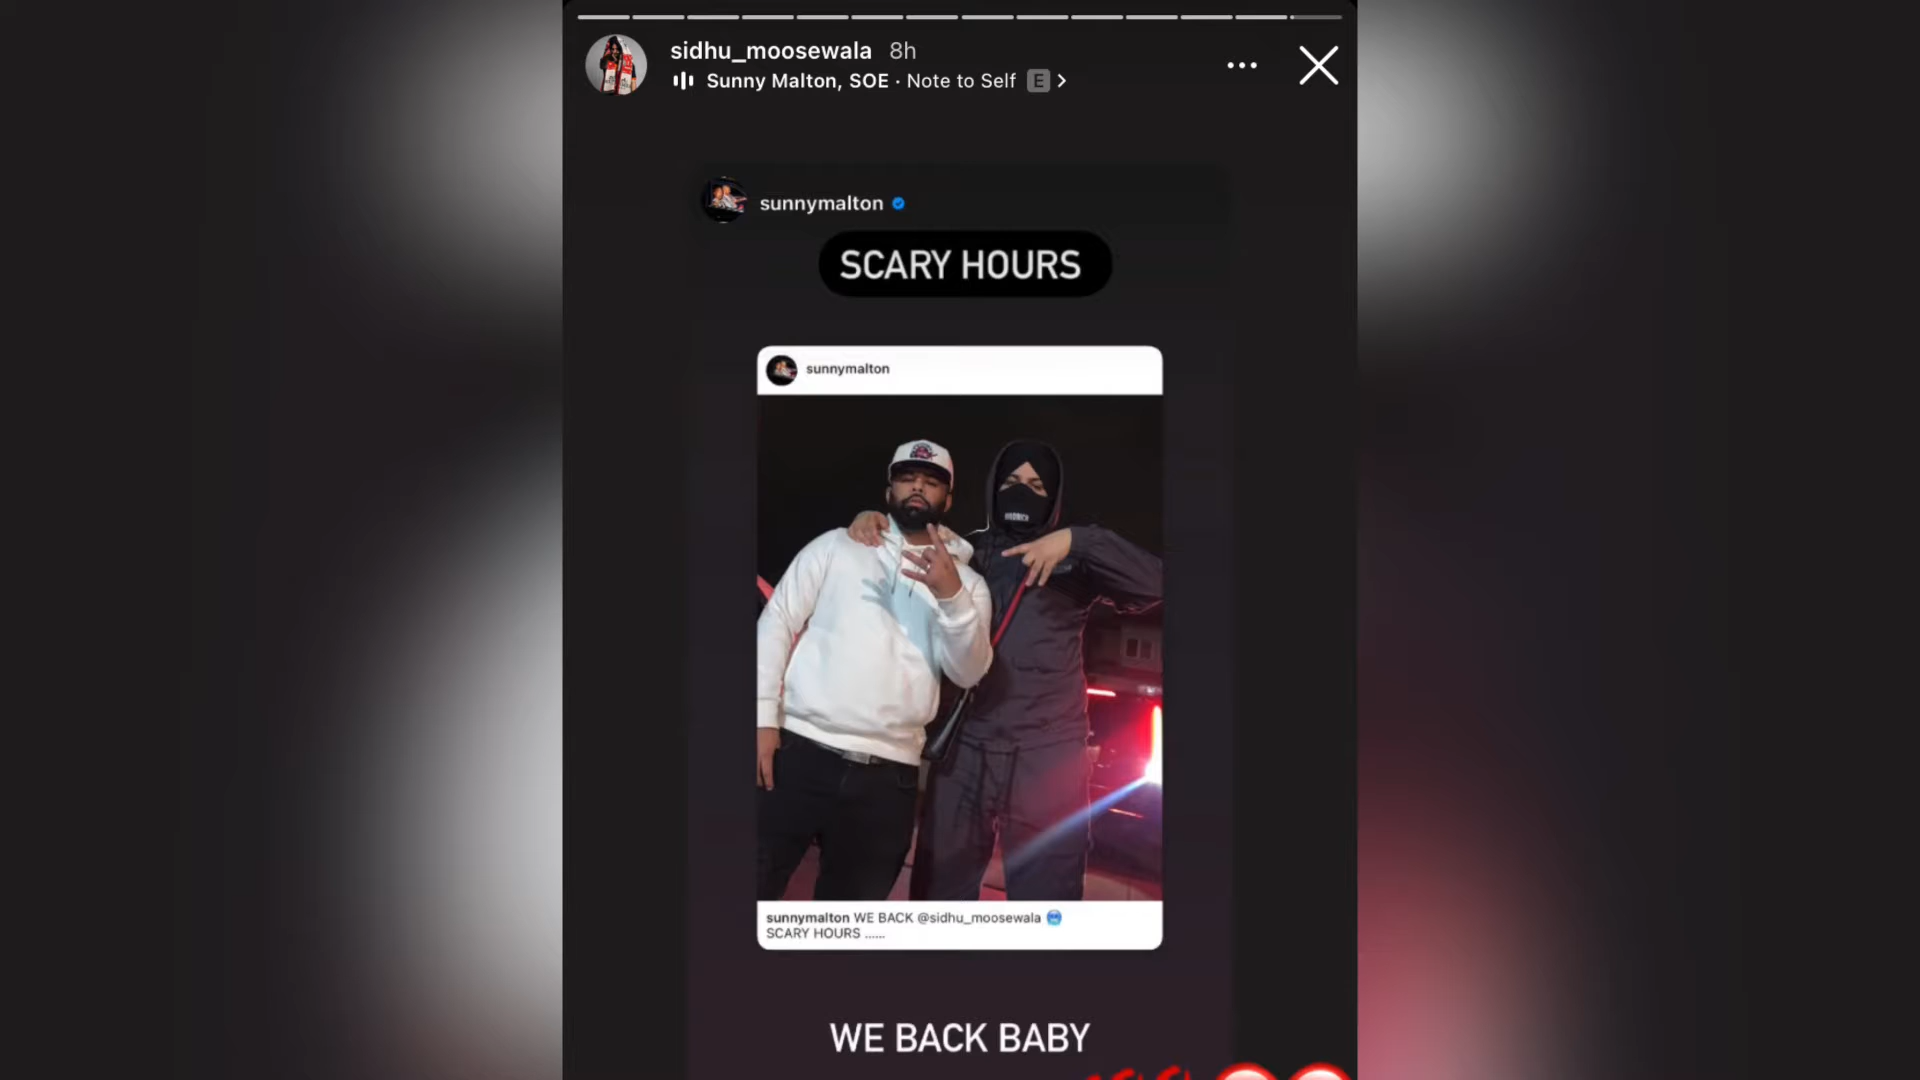 sidhu_moosewala 8h
Sunny Malton, SOE · Note to Self E
sunnymalton
SCARY HOURS
sunnymalton
sunnymalton WE BACK @sidhu_moosewala 🥶
SCARY HOURS ......
WE BACK BABY